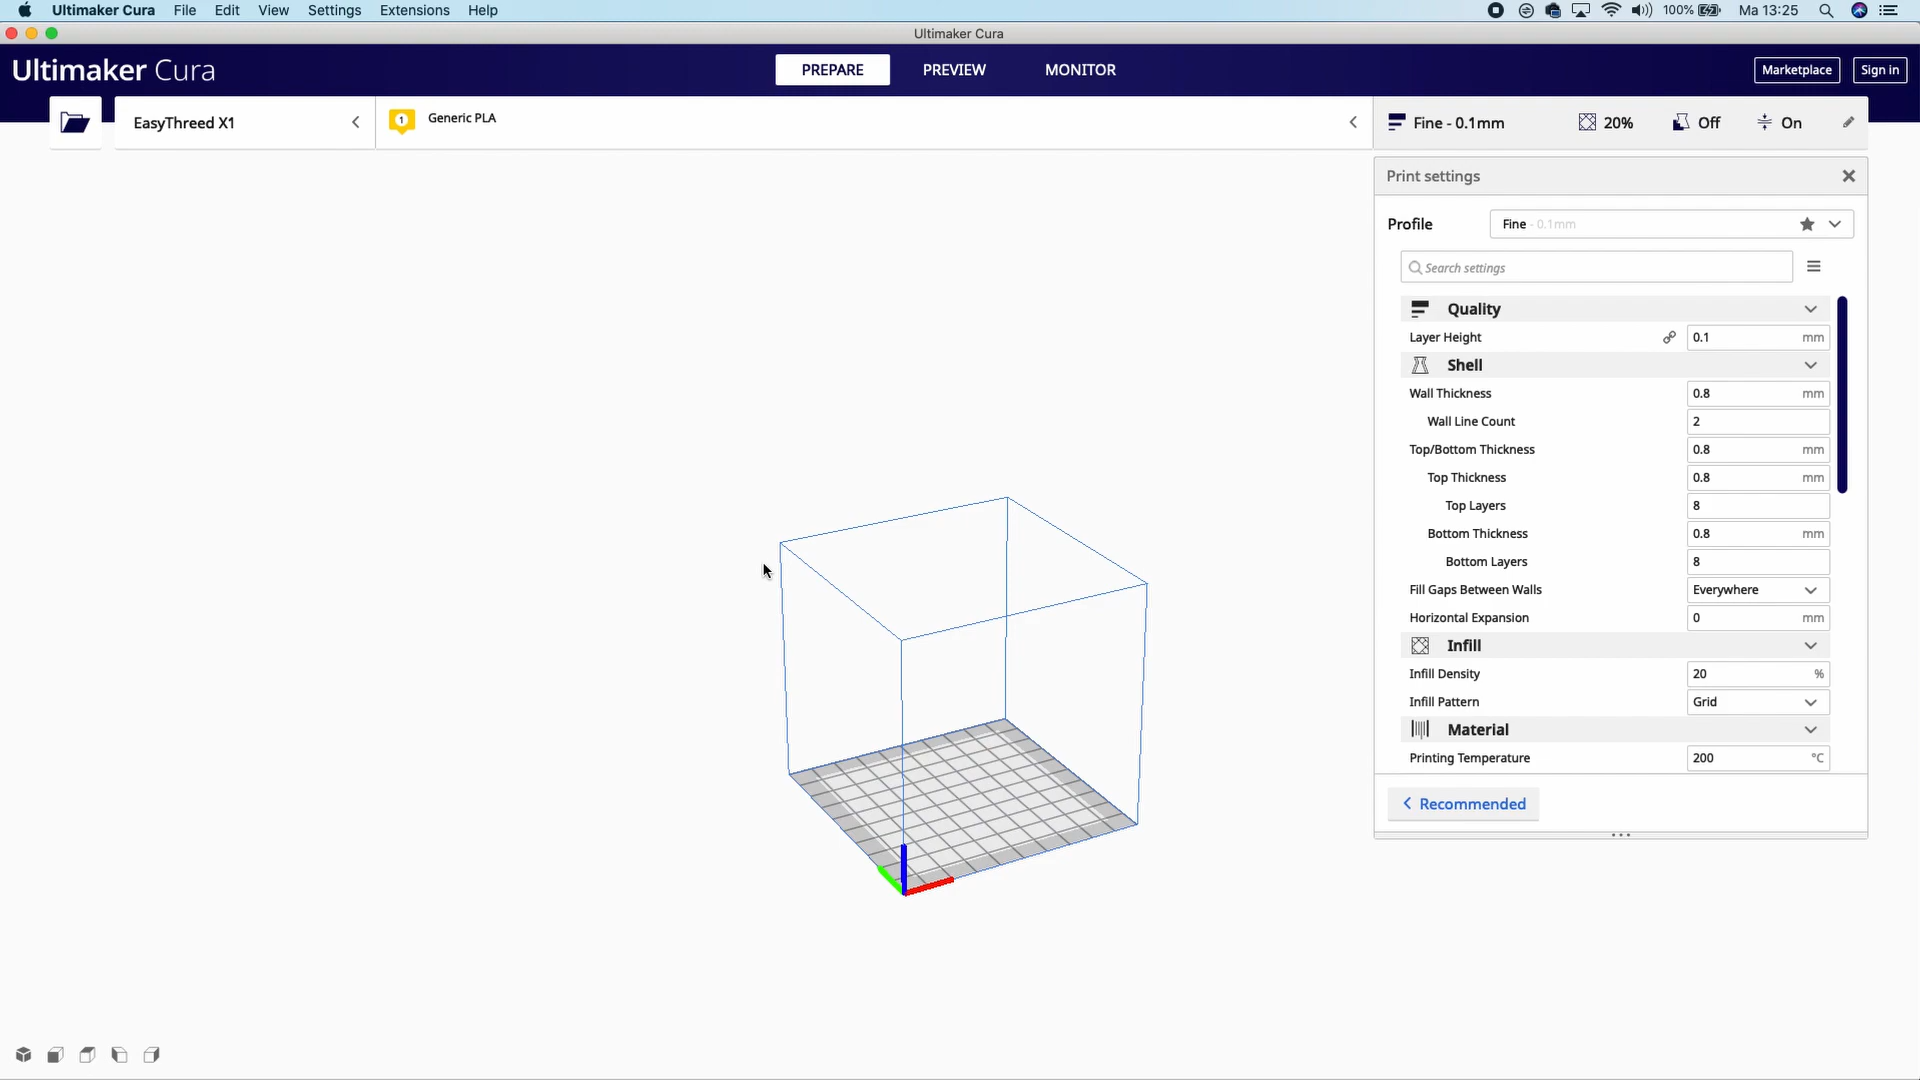 Ultimaker Cura File Edit View Settings Extensions Help 100% Ma 13:25
Ultimaker Cura
Ultimaker Cura PREPARE PREVIEW MONITOR Marketplace Sign in
EasyThreed X1 1 Generic PLA Fine - 0.1mm 20% Off On
Print settings
Profile Fine - 0.1mm
Search settings
Quality
Layer Height 0.1 mm
Shell
Wall Thickness 0.8 mm
Wall Line Count 2
Top/Bottom Thickness 0.8 mm
Top Thickness 0.8 mm
Top Layers 8
Bottom Thickness 0.8 mm
Bottom Layers 8
Fill Gaps Between Walls Everywhere
Horizontal Expansion 0 mm
Infill
Infill Density 20 %
Infill Pattern Grid
Material
Printing Temperature 200 °C
Recommended